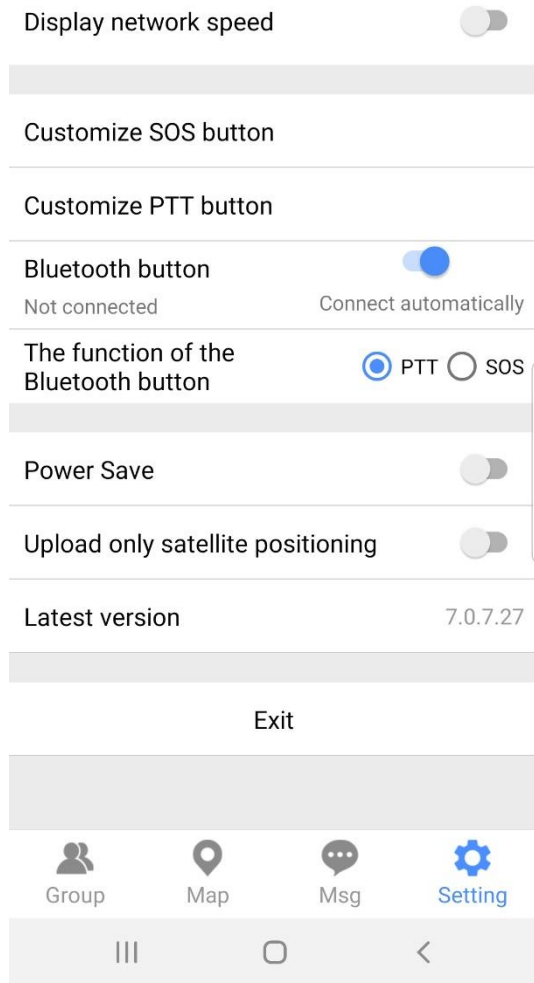 Display network speed
Customize SOS button
Customize PTT button
Bluetooth button
Not connected
Connect automatically
The function of the
Bluetooth button
PTT
SOS
Power Save
Upload only satellite positioning
Latest version
7.0.7.27
Exit
Group
Map
Msg
Setting